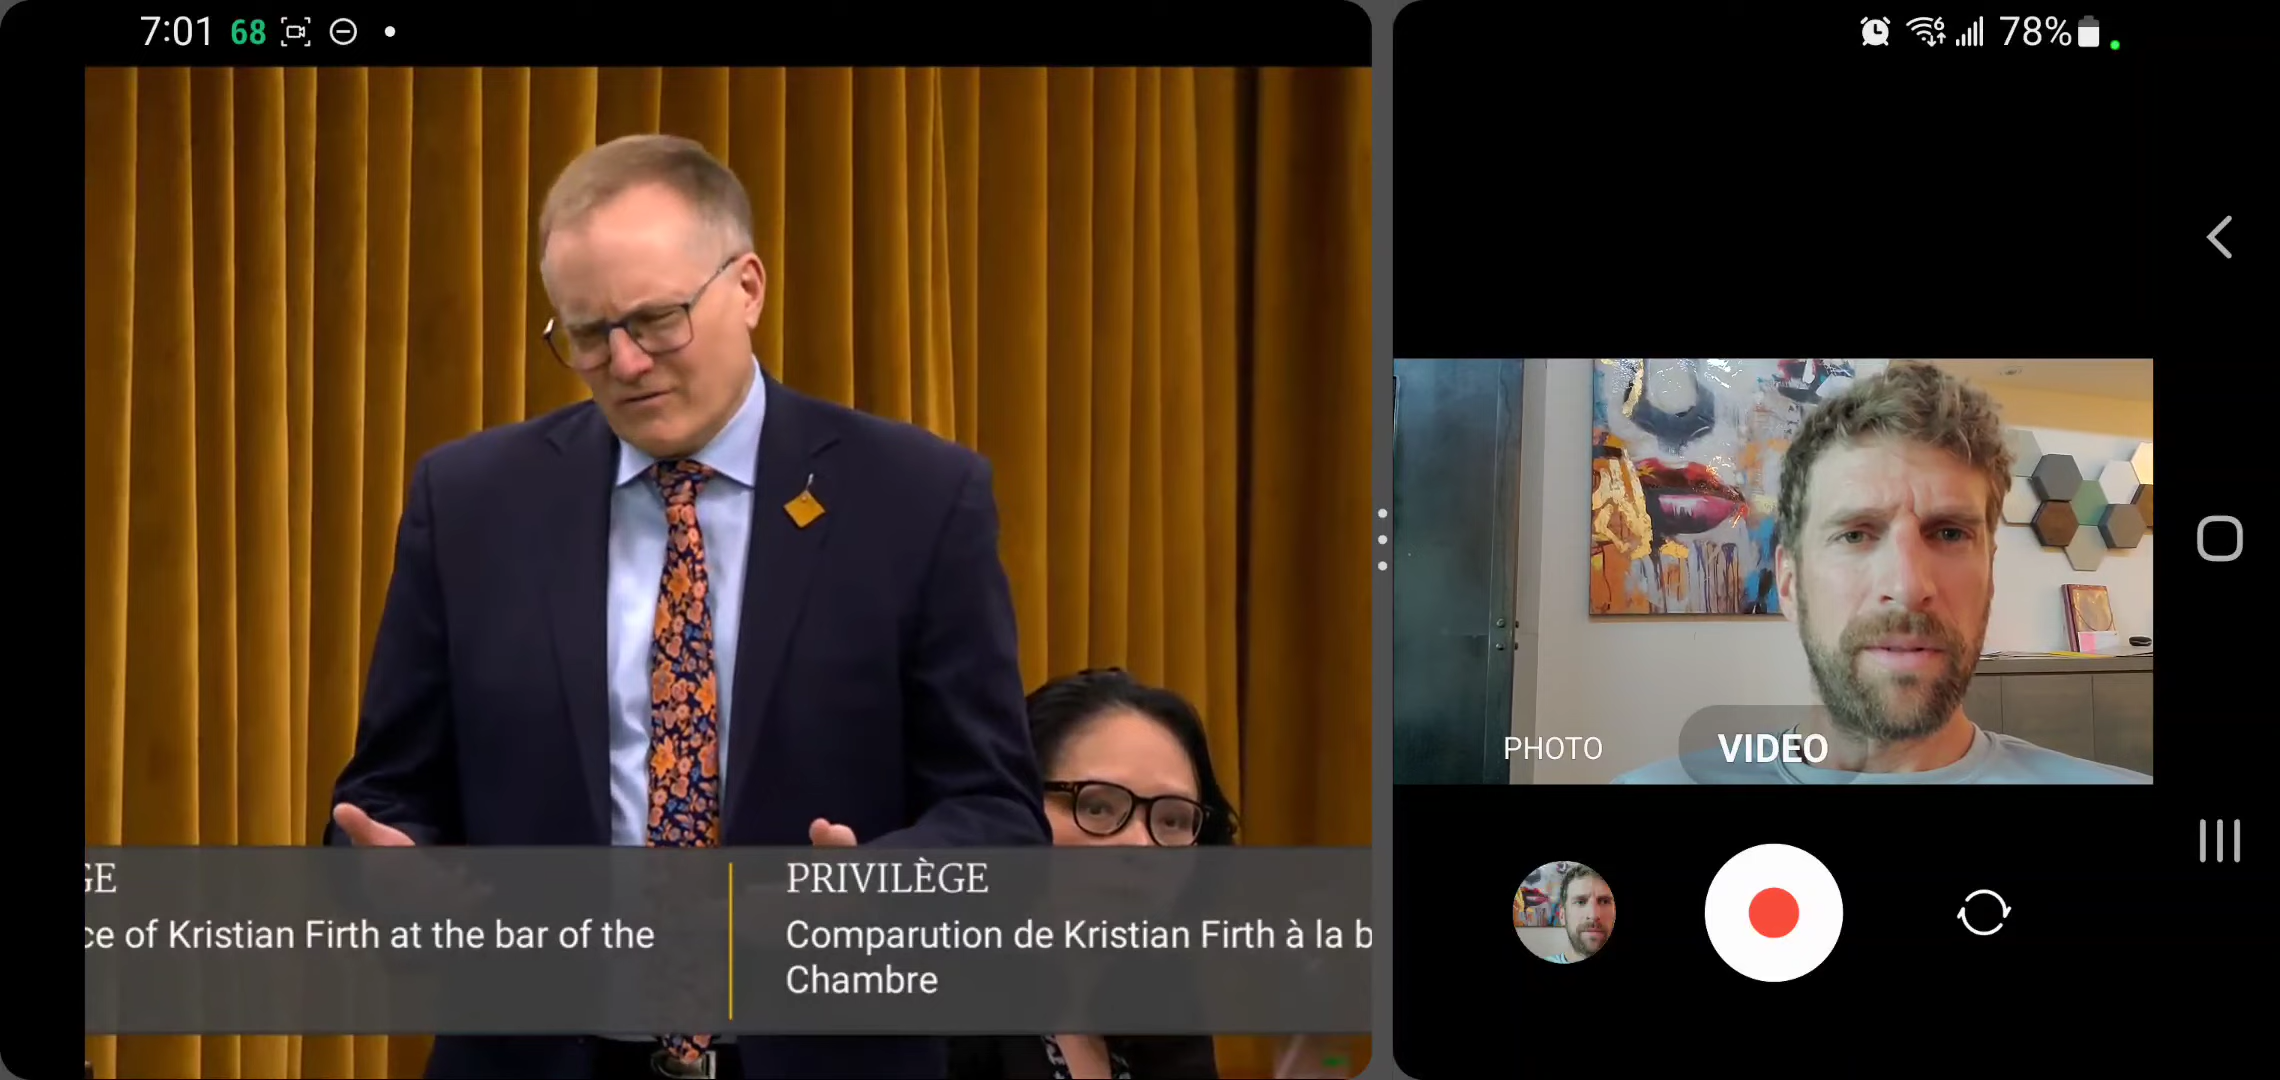 7:01 68
78%
GE
ce of Kristian Firth at the bar of the
PRIVILÈGE
Comparution de Kristian Firth à la b
Chambre
PHOTO
VIDEO